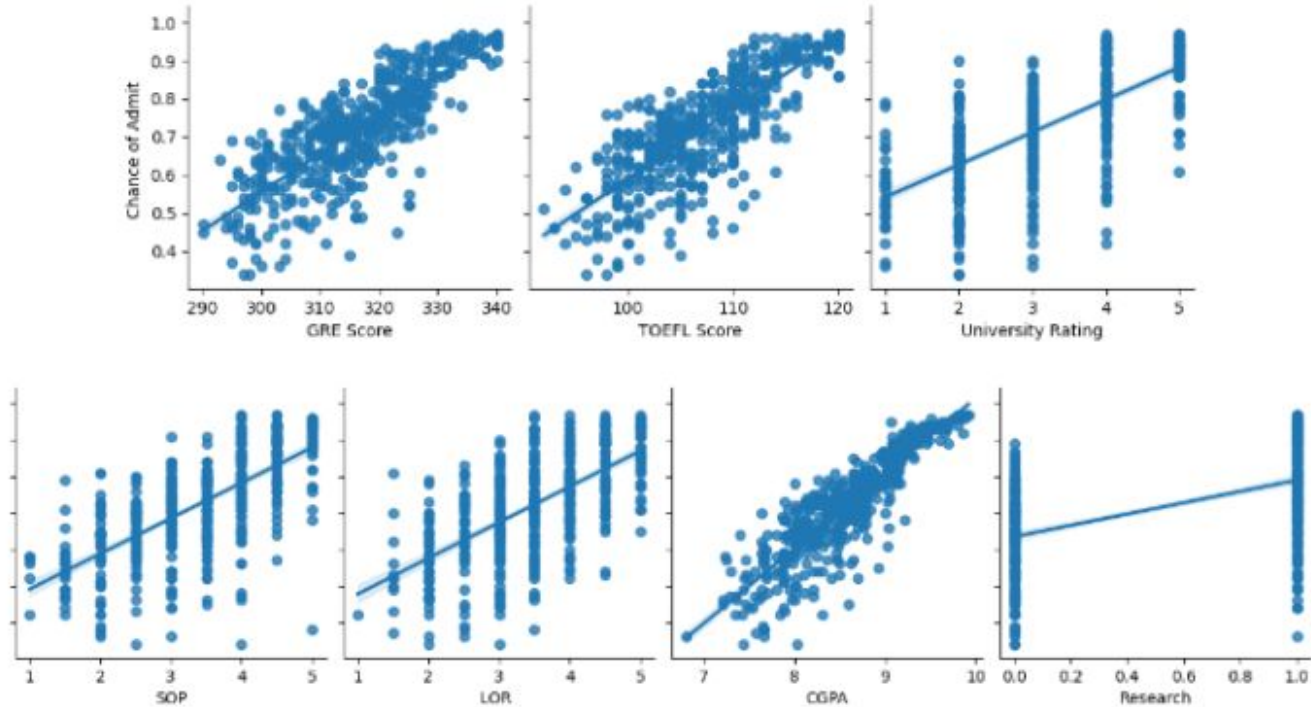 1.0
0.9
0.8
0.7
0.6
0.5
0.4
Chance of Admit
290 300 310 320 330 340
GRE Score
100 110 120
TOEFL Score
1 2 3 4 5
University Rating
1 2 3 4 5
SOP
1 2 3 4 5
LOR
7 8 9 10
CGPA
0.0 0.2 0.4 0.6 0.8 1.0
Research